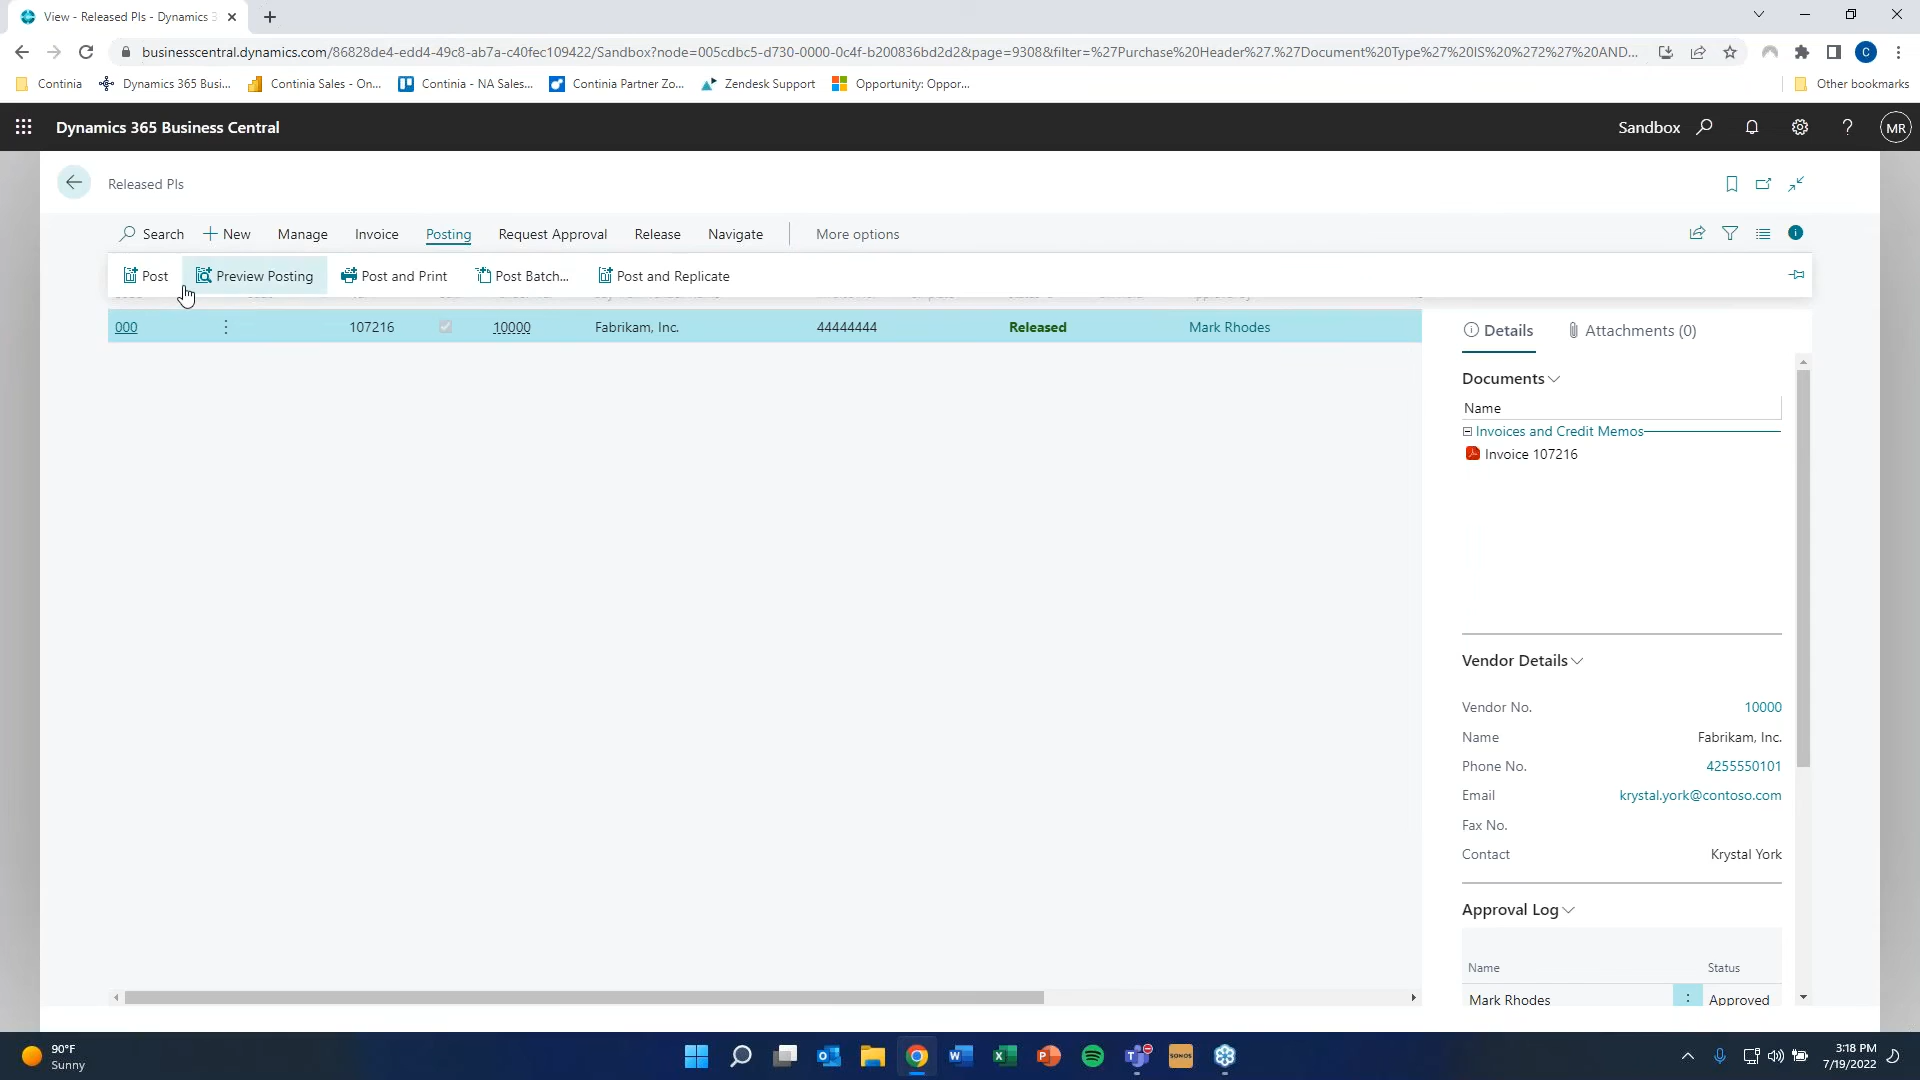 View - Released PIs - Dynamics 3
businesscentral.dynamics.com/86828de4-edd4-49c8-ab7a-c40fec109422/Sandbox?node=005cdbc5-d730-0000-0c4f-b200836bd2d2&page=9308&filter=%27Purchase%20Header%27.%27Document%20Type%27%20IS%20%272%27%20AND...
C
Continia
Dynamics 365 Busi...
Continia Sales - On...
Continia - NA Sales...
Continia Partner Zo...
Zendesk Support
Opportunity: Oppor...
Other bookmarks
Dynamics 365 Business Central
Sandbox
MR
Released PIs
Search
New
Manage
Invoice
Posting
Request Approval
Release
Navigate
More options
Post
Preview Posting
Post and Print
Post Batch...
Post and Replicate
000 107216 10000 Fabrikam, Inc. 44444444 Released Mark Rhodes
Details
Attachments (0)
Documents
Name
Invoices and Credit Memos
Invoice 107216
Vendor Details
Vendor No. 10000
Name Fabrikam, Inc.
Phone No. 4255550101
Email krystal.york@contoso.com
Fax No.
Contact Krystal York
Approval Log
Name Status
Mark Rhodes Approved
90°F
Sunny
SONOS
3:18 PM
7/19/2022